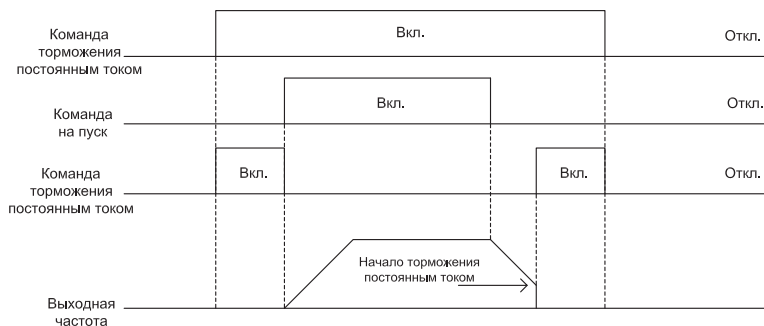 Команда
торможения
постоянным током
Вкл.
Откл.
Команда
на пуск
Вкл.
Откл.
Команда
торможения
постоянным током
Вкл.
Вкл.
Откл.
Начало торможения
постоянным током
Выходная
частота